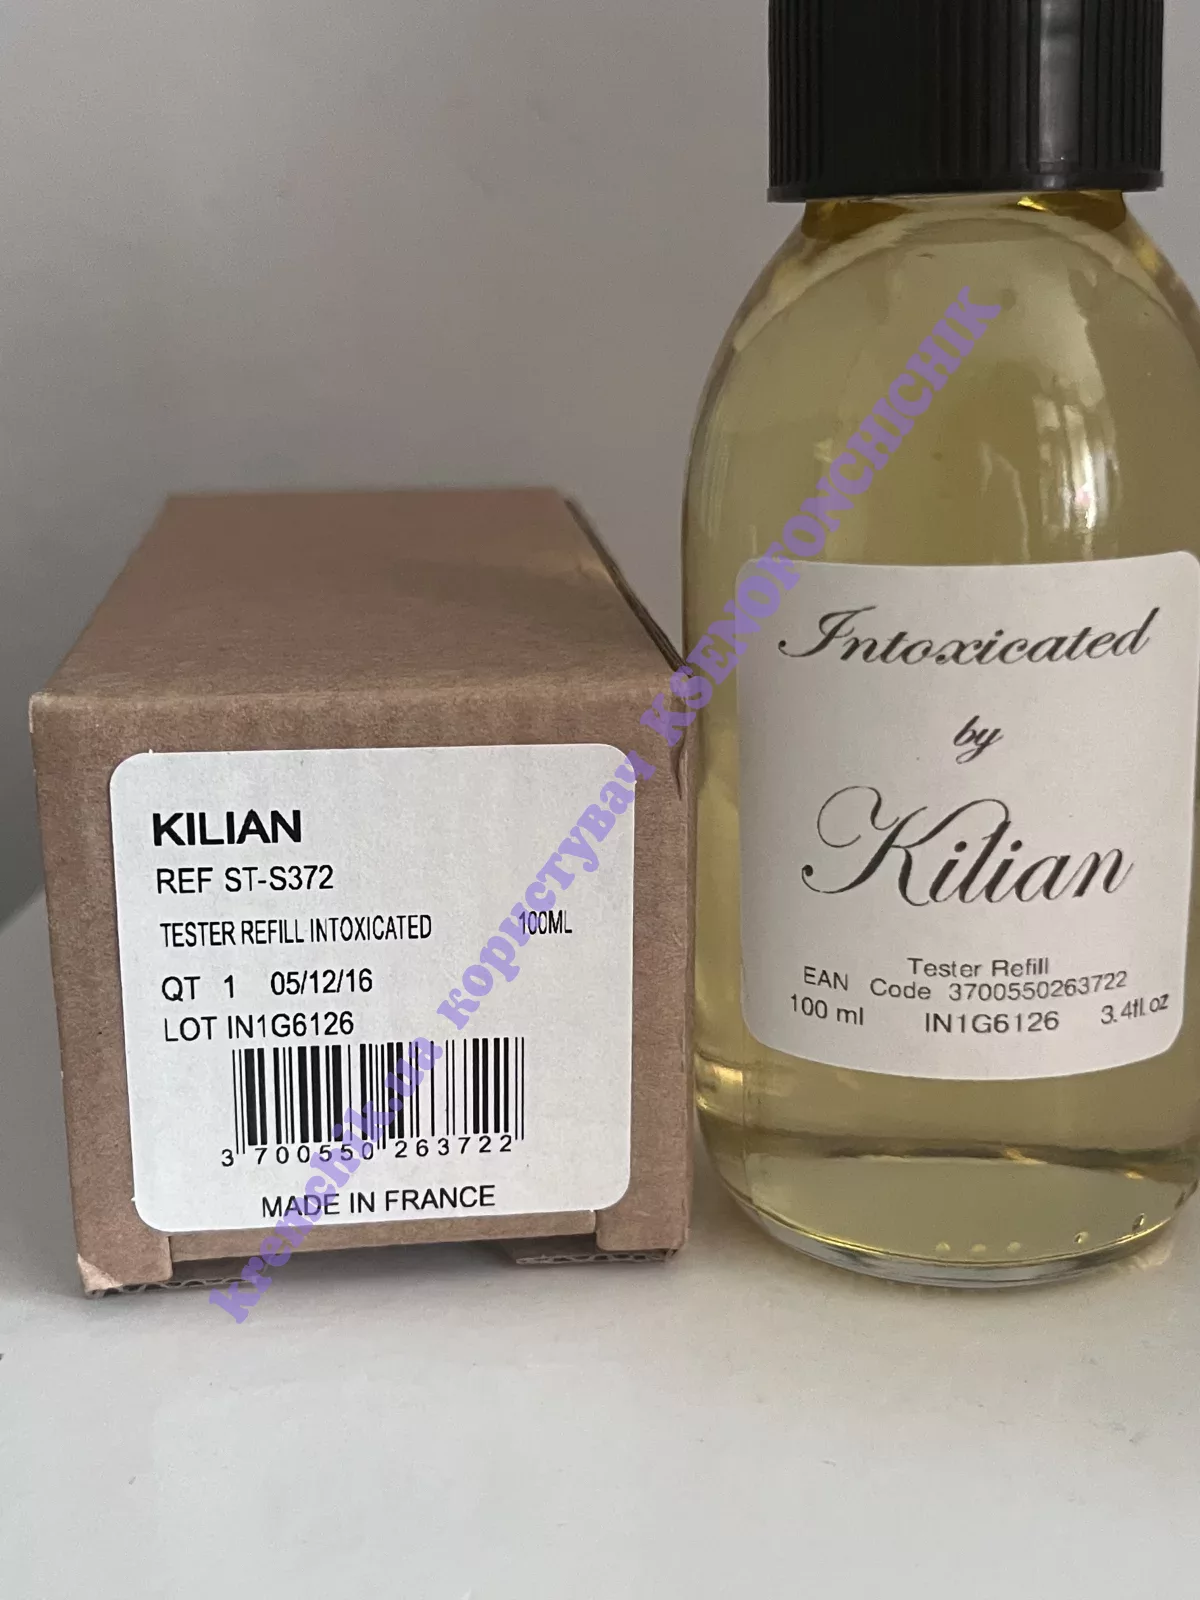 KILIAN
REF ST-S372
TESTER REFILL INTOXICATED 100ML
QT 1 05/12/16
LOT IN1G6126
3 700550 263722
MADE IN FRANCE
Intoxicated
by
Kilian
Tester Refill
EAN Code 3700550263722
100 ml IN1G6126 3.4fl.oz
krenchik.ua користувач KSENOFONCHICHIK